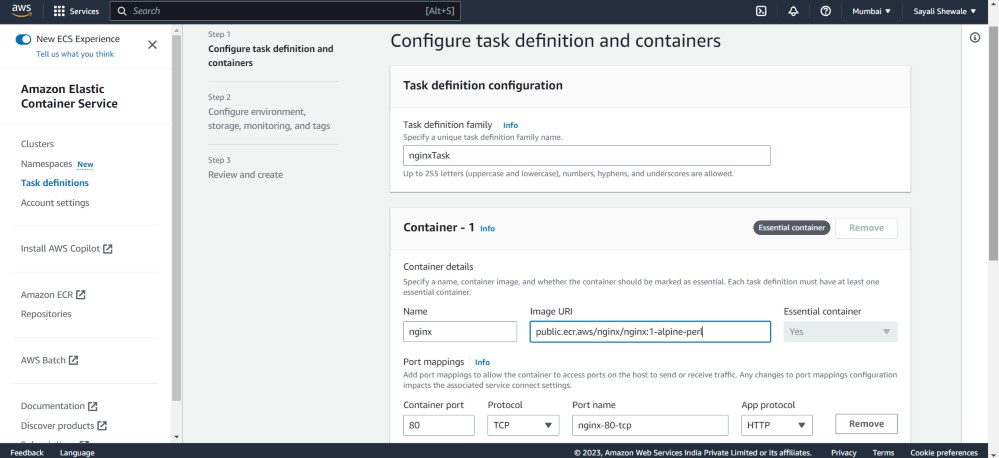 aws
Services
Search
[Alt+S]
Mumbai
Sayali Shewale
New ECS Experience
Tell us what you think
Amazon Elastic
Container Service
Clusters
Namespaces New
Task definitions
Account settings
Install AWS Copilot
Amazon ECR
Repositories
AWS Batch
Documentation
Discover products
Step 1
Configure task definition and
containers
Step 2
Configure environment,
storage, monitoring, and tags
Step 3
Review and create
Configure task definition and containers
Task definition configuration
Task definition family Info
Specify a unique task definition family name.
nginxTask
Up to 255 letters (uppercase and lowercase), numbers, hyphens, and underscores are allowed.
Container - 1 Info
Essential container
Remove
Container details
Specify a name, container image, and whether the container should be marked as essential. Each task definition must have at least one
essential container.
Name Image URI Essential container
nginx public.ecr.aws/nginx/nginx:1-alpine-perl Yes
Port mappings Info
Add port mappings to allow the container to access ports on the host to send or receive traffic. Any changes to port mappings configuration
impacts the associated service connect settings.
Container port Protocol Port name App protocol
80 TCP nginx-80-tcp HTTP Remove
Feedback Language © 2023, Amazon Web Services India Private Limited or its affiliates. Privacy Terms Cookie preferences